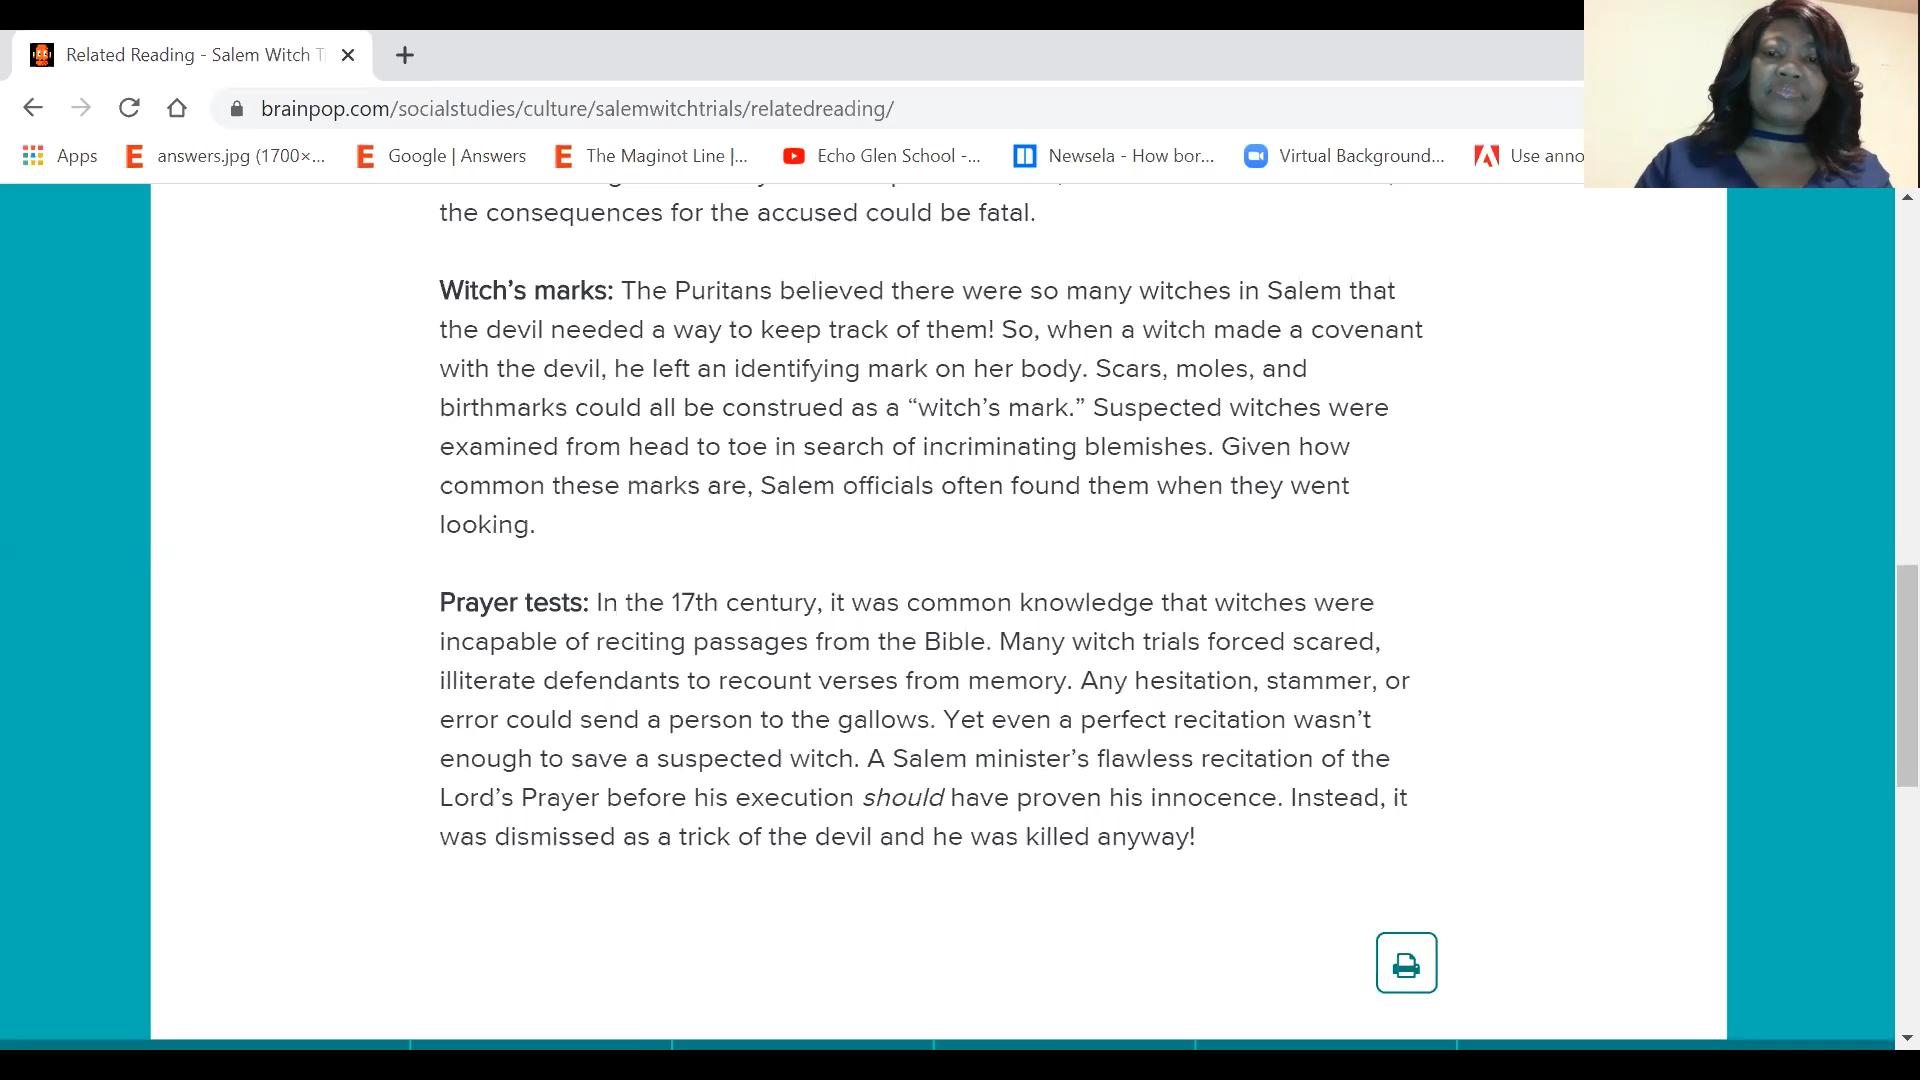 Related Reading - Salem Witch T
brainpop.com/socialstudies/culture/salemwitchtrials/relatedreading/
Apps
E answers.jpg (1700×...
E Google | Answers
E The Maginot Line |...
Echo Glen School -...
Newsela - How bor...
Virtual Background...
Use anno
the consequences for the accused could be fatal.
Witch’s marks: The Puritans believed there were so many witches in Salem that
the devil needed a way to keep track of them! So, when a witch made a covenant
with the devil, he left an identifying mark on her body. Scars, moles, and
birthmarks could all be construed as a “witch’s mark.” Suspected witches were
examined from head to toe in search of incriminating blemishes. Given how
common these marks are, Salem officials often found them when they went
looking.
Prayer tests: In the 17th century, it was common knowledge that witches were
incapable of reciting passages from the Bible. Many witch trials forced scared,
illiterate defendants to recount verses from memory. Any hesitation, stammer, or
error could send a person to the gallows. Yet even a perfect recitation wasn’t
enough to save a suspected witch. A Salem minister’s flawless recitation of the
Lord’s Prayer before his execution should have proven his innocence. Instead, it
was dismissed as a trick of the devil and he was killed anyway!